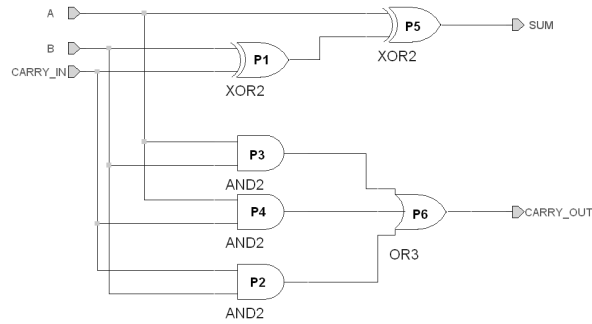 A
P5
SUM
B
P1
XOR2
CARRY_IN
XOR2
P3
AND2
P4
P6
CARRY_OUT
AND2
OR3
P2
AND2